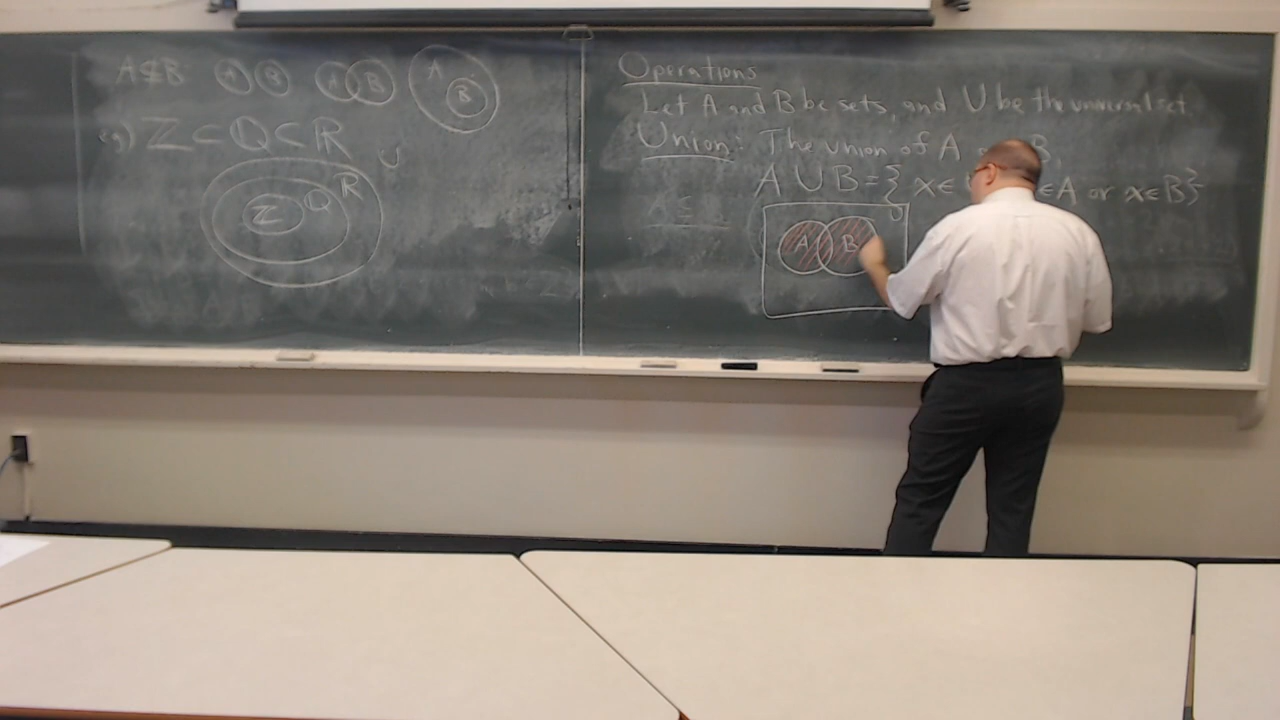 A⊄B A B A B A B
e.g) ℤ⊂ℚ⊂ℝ
U
ℤ ℚ ℝ
Operations
Let A and B be sets, and U be the universal set.
Union: The union of A B
A∪B={x∈ ∈A or x∈B}
U
A B